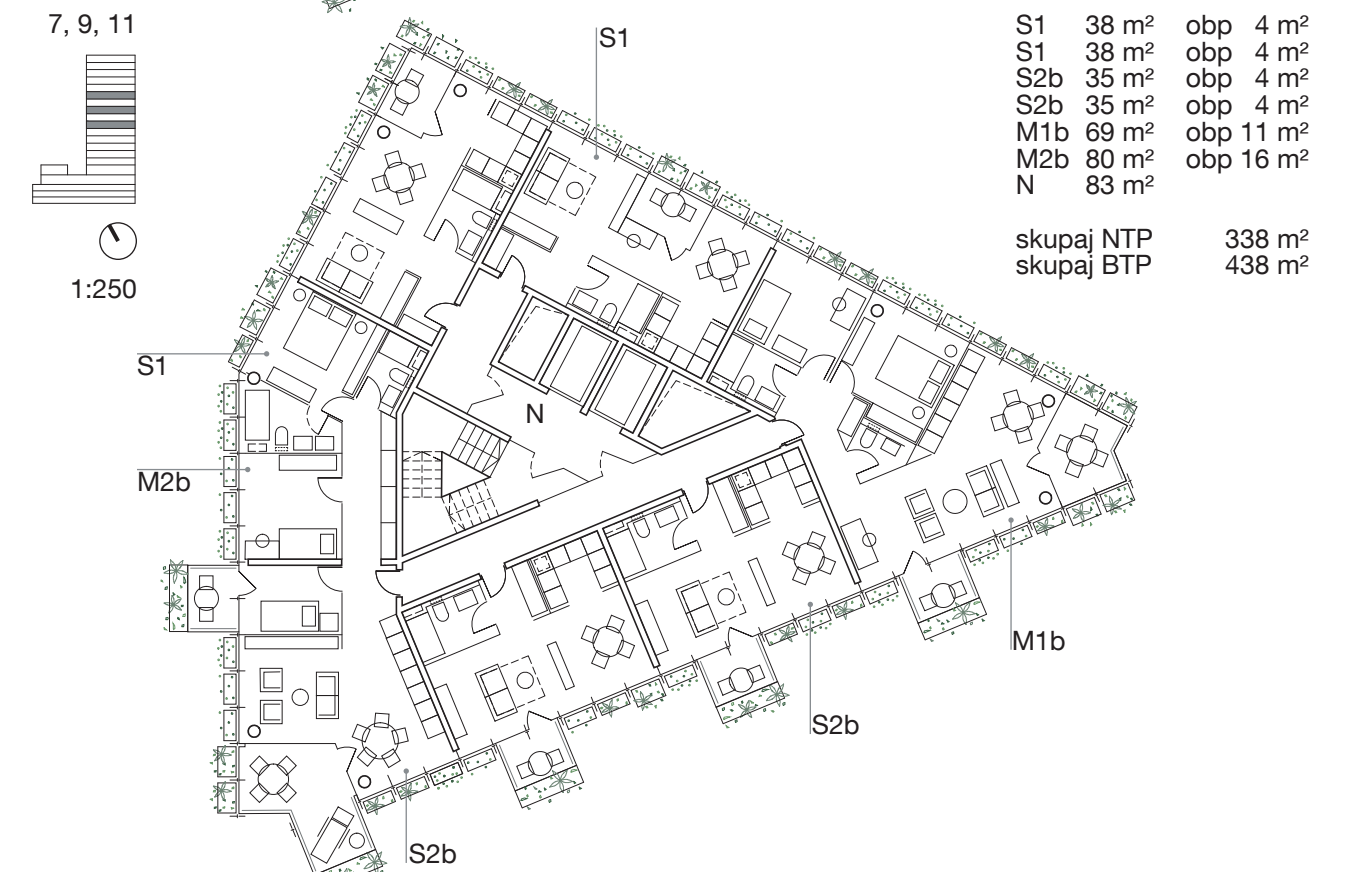 7, 9, 11
1:250
S1 38 m² obp 4 m²
S1 38 m² obp 4 m²
S2b 35 m² obp 4 m²
S2b 35 m² obp 4 m²
M1b 69 m² obp 11 m²
M2b 80 m² obp 16 m²
N 83 m²
skupaj NTP 338 m²
skupaj BTP 438 m²
S1
S1
N
M2b
M1b
S2b
S2b